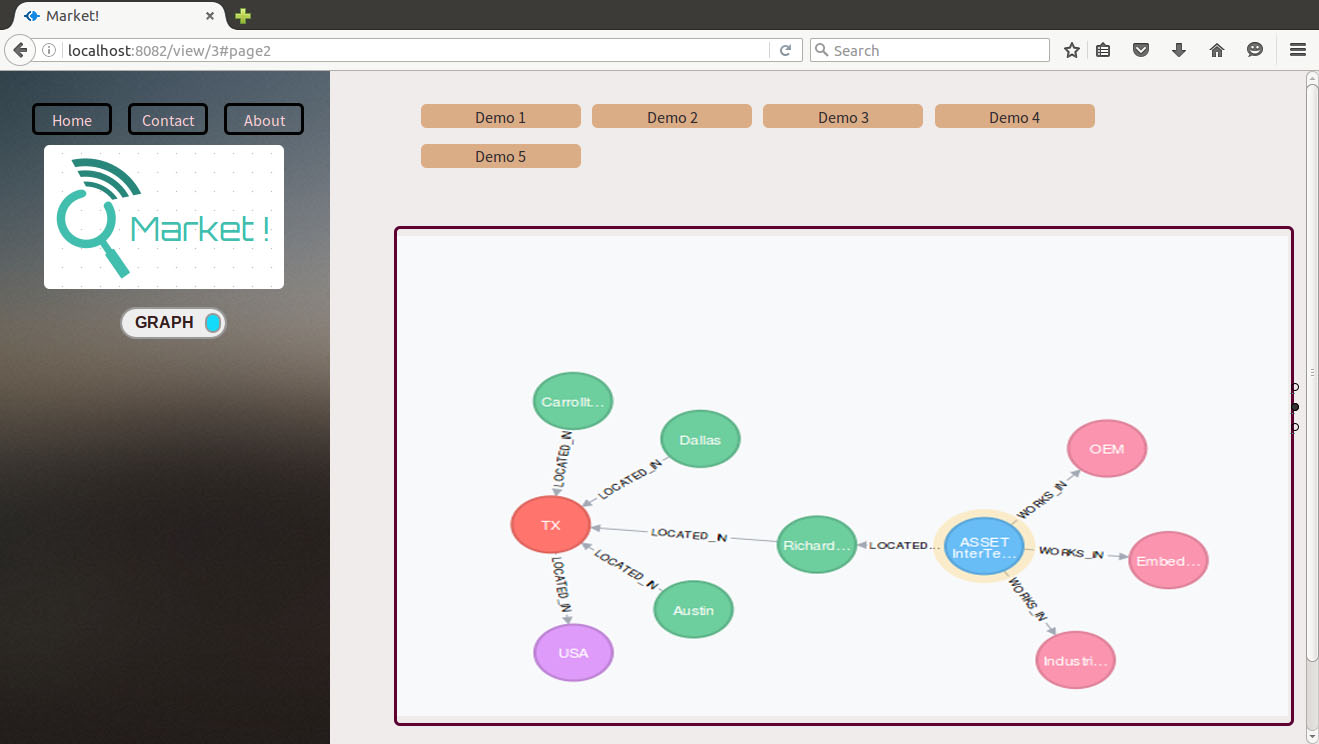 Market!
localhost:8082/view/3#page2
Search
Home
Contact
About
Market !
GRAPH
Demo 1
Demo 2
Demo 3
Demo 4
Demo 5
Carrollt...
LOCATED_IN
Dallas
LOCATED_IN
TX
LOCATED_IN
Richard...
LOCATED...
ASSET
InterTe...
WORKS_IN
OEM
WORKS_IN
Embed...
WORKS_IN
Industri...
LOCATED_IN
Austin
LOCATED_IN
USA